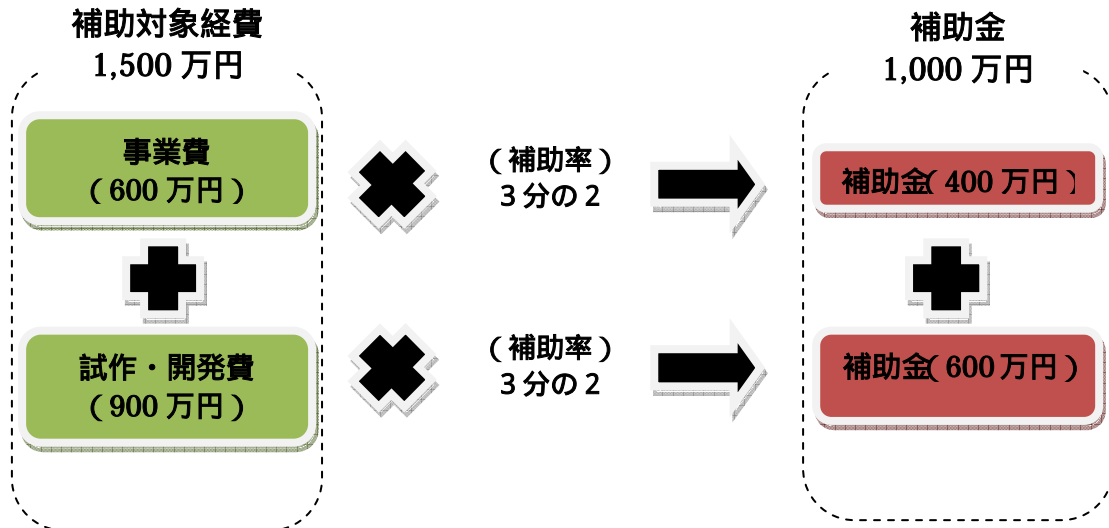 補助対象経費
1,500 万円
補助金
1,000 万円
事業費
（600 万円）
（補助率）
3 分の 2
補助金（400 万円）
試作・開発費
（900 万円）
（補助率）
3 分の 2
補助金（600 万円）